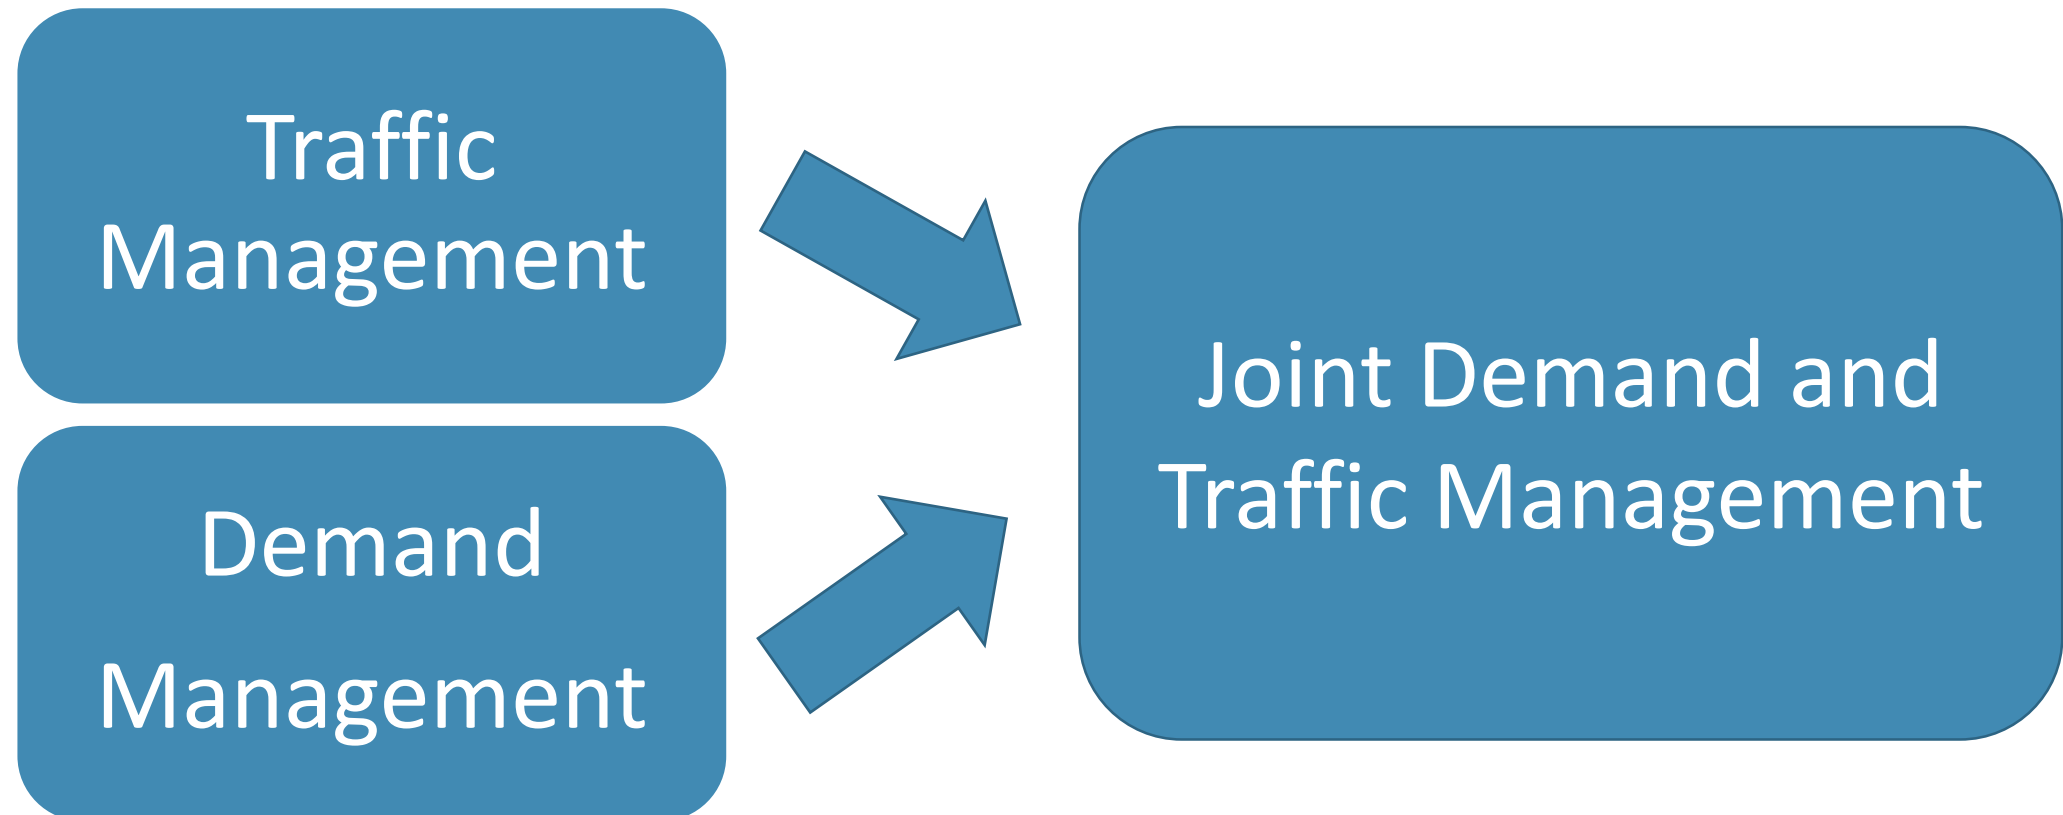 Traffic
Management
Demand
Management
Joint Demand and
Traffic Management